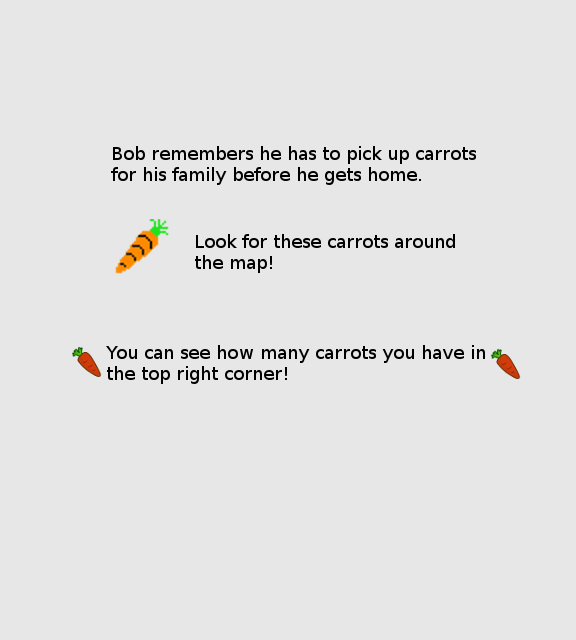 Bob remembers he has to pick up carrots
for his family before he gets home.
Look for these carrots around
the map!
You can see how many carrots you have in
the top right corner!